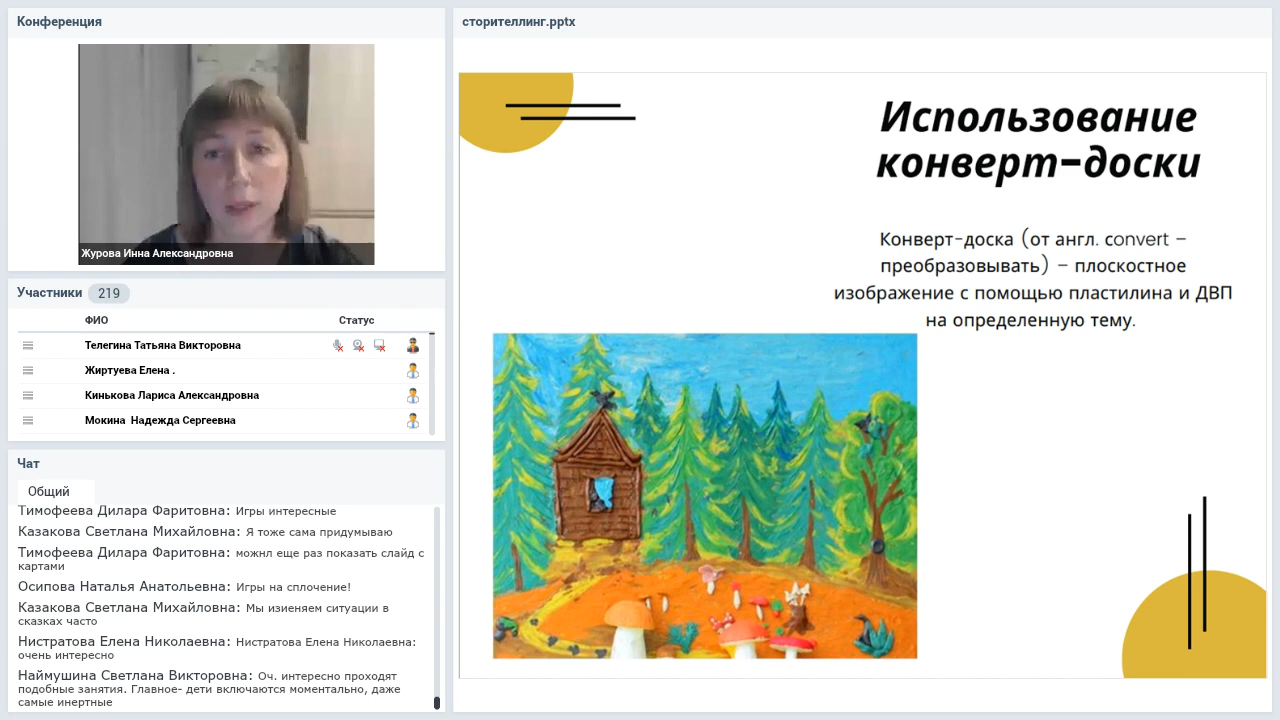 Конференция
Журова Инна Александровна
Участники 219
ФИО Статус
Телегина Татьяна Викторовна
Жиртуева Елена .
Кинькова Лариса Александровна
Мокина Надежда Сергеевна
Чат
Общий
Тимофеева Дилара Фаритовна: Игры интересные
Казакова Светлана Михайловна: Я тоже сама придумываю
Тимофеева Дилара Фаритовна: можнл еще раз показать слайд с
картами
Осипова Наталья Анатольевна: Игры на сплочение!
Казакова Светлана Михайловна: Мы изиеняем ситуации в
сказках часто
Нистратова Елена Николаевна: Нистратова Елена Николаевна:
очень интересно
Наймушина Светлана Викторовна: Оч. интересно проходят
подобные занятия. Главное- дети включаются моментально, даже
самые инертные
сторителлинг.pptx
Использование
конверт-доски
Конверт-доска (от англ. convert –
преобразовывать) – плоскостное
изображение с помощью пластилина и ДВП
на определенную тему.